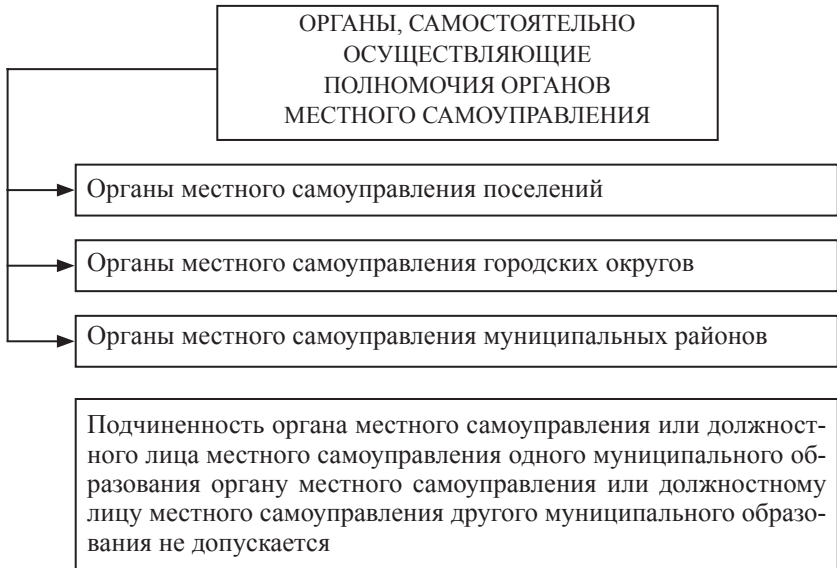 ОРГАНЫ, САМОСТОЯТЕЛЬНО
ОСУЩЕСТВЛЯЮЩИЕ
ПОЛНОМОЧИЯ ОРГАНОВ
МЕСТНОГО САМОУПРАВЛЕНИЯ
Органы местного самоуправления поселений
Органы местного самоуправления городских округов
Органы местного самоуправления муниципальных районов
Подчиненность органа местного самоуправления или должност-
ного лица местного самоуправления одного муниципального об-
разования органу местного самоуправления или должностному
лицу местного самоуправления другого муниципального образо-
вания не допускается